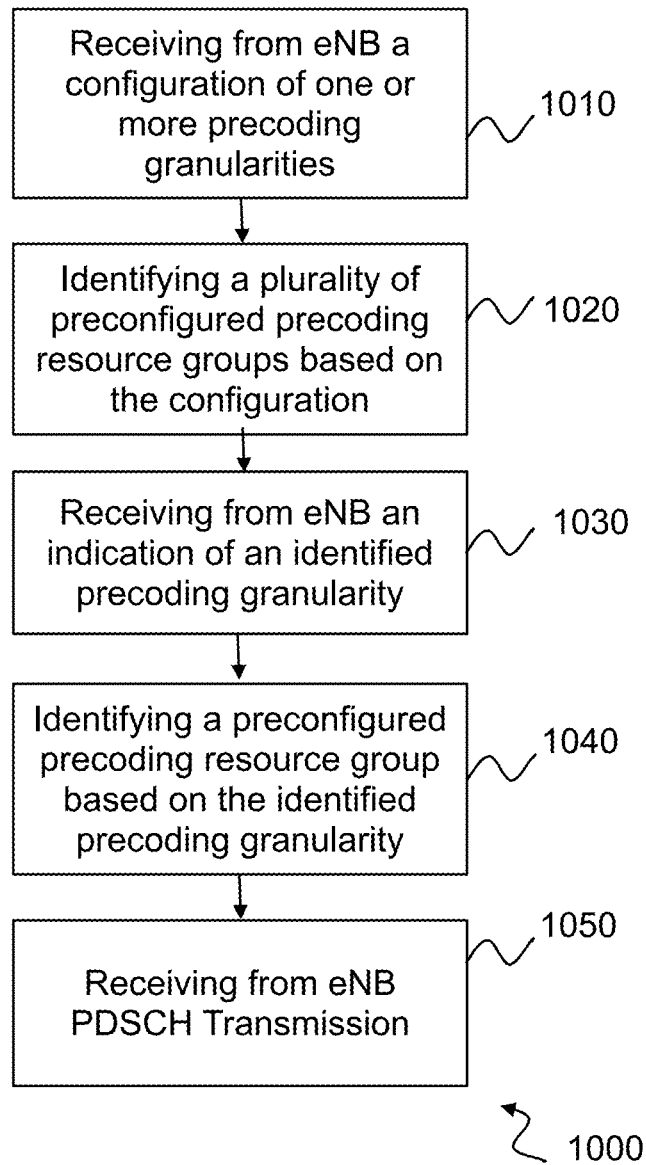 Receiving from eNB a
configuration of one or
more precoding
granularities
1010
Identifying a plurality of
preconfigured precoding
resource groups based on
the configuration
1020
Receiving from eNB an
indication of an identified
precoding granularity
1030
Identifying a preconfigured
precoding resource group
based on the identified
precoding granularity
1040
Receiving from eNB
PDSCH Transmission
1050
1000